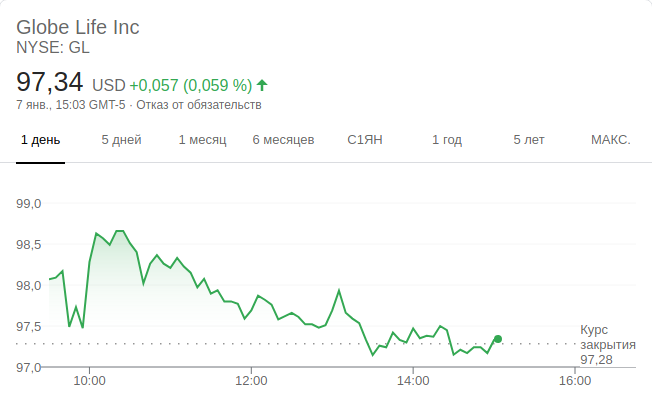 Globe Life Inc
NYSE: GL
97,34 USD +0,057 (0,059 %)
7 янв., 15:03 GMT-5 · Отказ от обязательств
1 день 5 дней 1 месяц 6 месяцев С1ЯН 1 год 5 лет МАКС.
99,0
98,5
98,0
97,5
Курс
закрытия
97,28
97,0
10:00 12:00 14:00 16:00